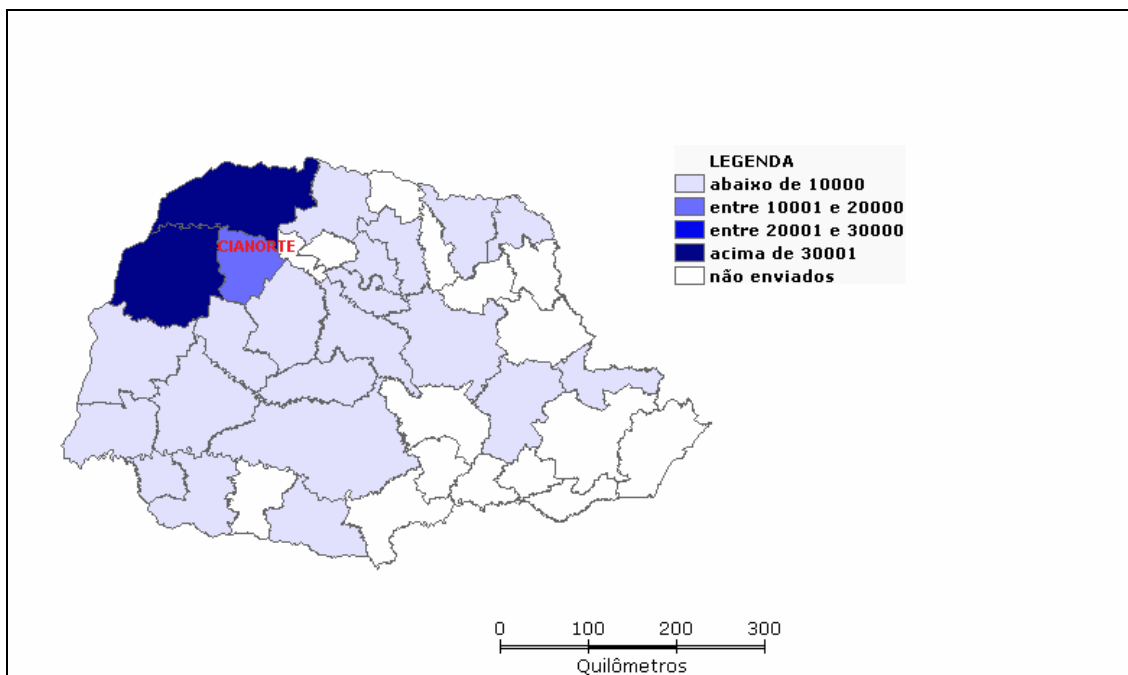 LEGENDA
abaixo de 10000
entre 10001 e 20000
entre 20001 e 30000
acima de 30001
não enviados
CIANORTE
0 100 200 300
Quilômetros